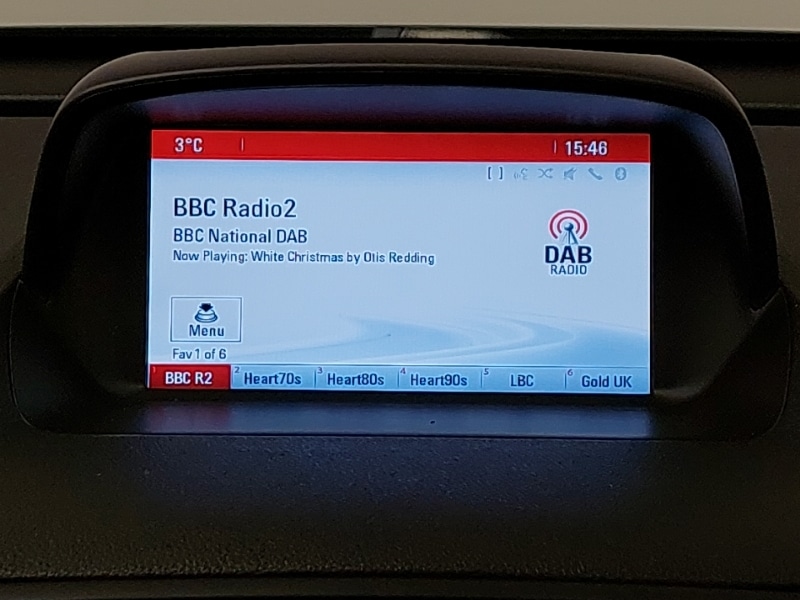 3°C 15:46
[ ]
BBC Radio2
BBC National DAB
Now Playing: White Christmas by Otis Redding
DAB
RADIO
Menu
Fav 1 of 6
1 BBC R2 2 Heart70s 3 Heart80s 4 Heart90s 5 LBC 6 Gold UK